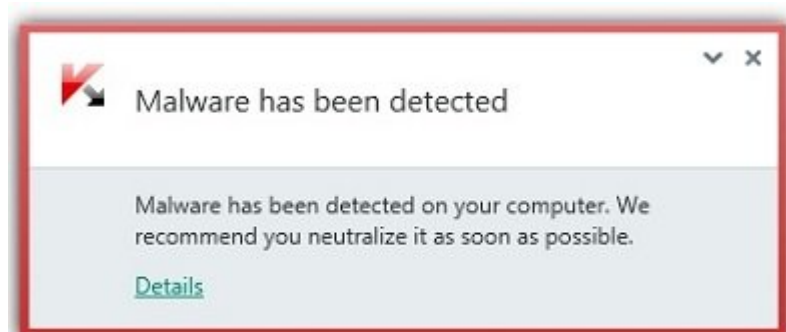 Malware has been detected
Malware has been detected on your computer. We
recommend you neutralize it as soon as possible.
Details